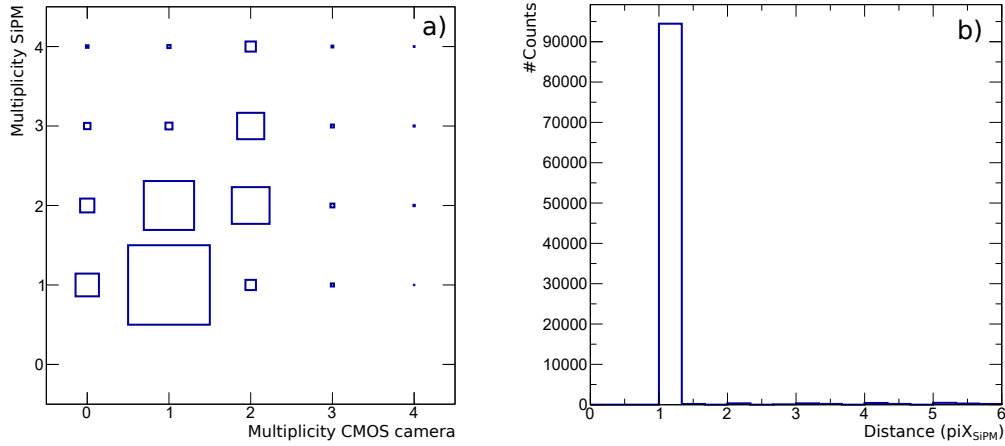 a)
Multiplicity SiPM
4
3
2
1
0
0 1 2 3 4
Multiplicity CMOS camera
b)
#Counts
90000
80000
70000
60000
50000
40000
30000
20000
10000
0
0 1 2 3 4 5 6
Distance (piXSiPM)